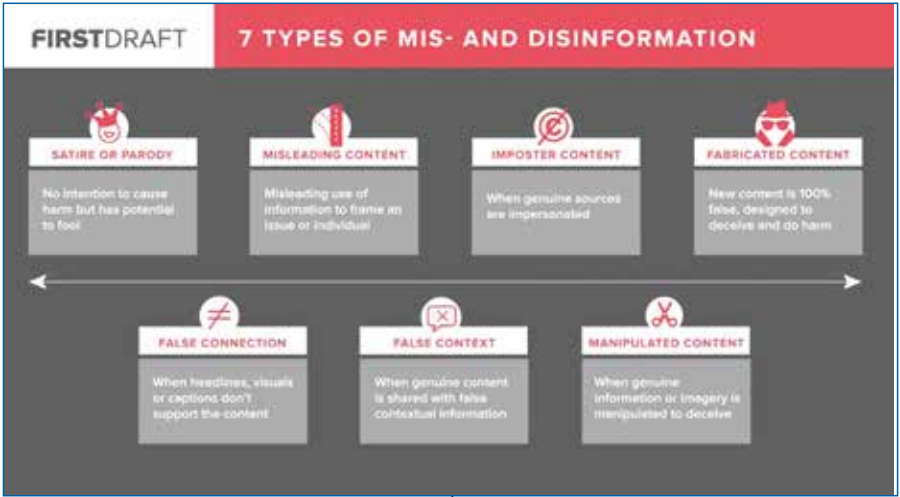 FIRSTDRAFT
7 TYPES OF MIS- AND DISINFORMATION
SATIRE OR PARODY
No intention to cause
harm but has potential
to fool
MISLEADING CONTENT
Misleading use of
information to frame an
issue or individual
IMPOSTER CONTENT
When genuine sources
are impersonated
FABRICATED CONTENT
New content is 100%
false, designed to
deceive and do harm
FALSE CONNECTION
When headlines, visuals
or captions don't
support the content
FALSE CONTEXT
When genuine content
is shared with false
contextual information
MANIPULATED CONTENT
When genuine
information or imagery is
manipulated to deceive